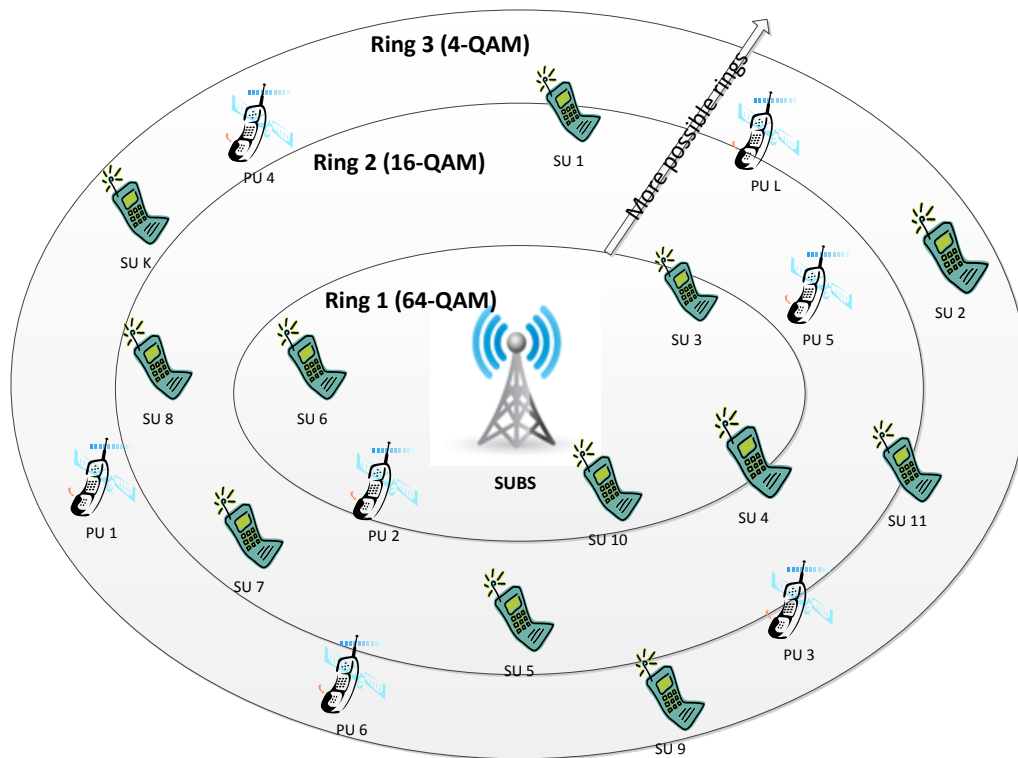 Ring 3 (4-QAM)
More possible rings
SU 1
PU 4
Ring 2 (16-QAM)
PU L
SU K
Ring 1 (64-QAM)
SU 2
SU 3
PU 5
SU 8
SU 6
SUBS
SU 4
SU 11
PU 1
PU 2
SU 10
SU 7
PU 3
SU 5
PU 6
SU 9